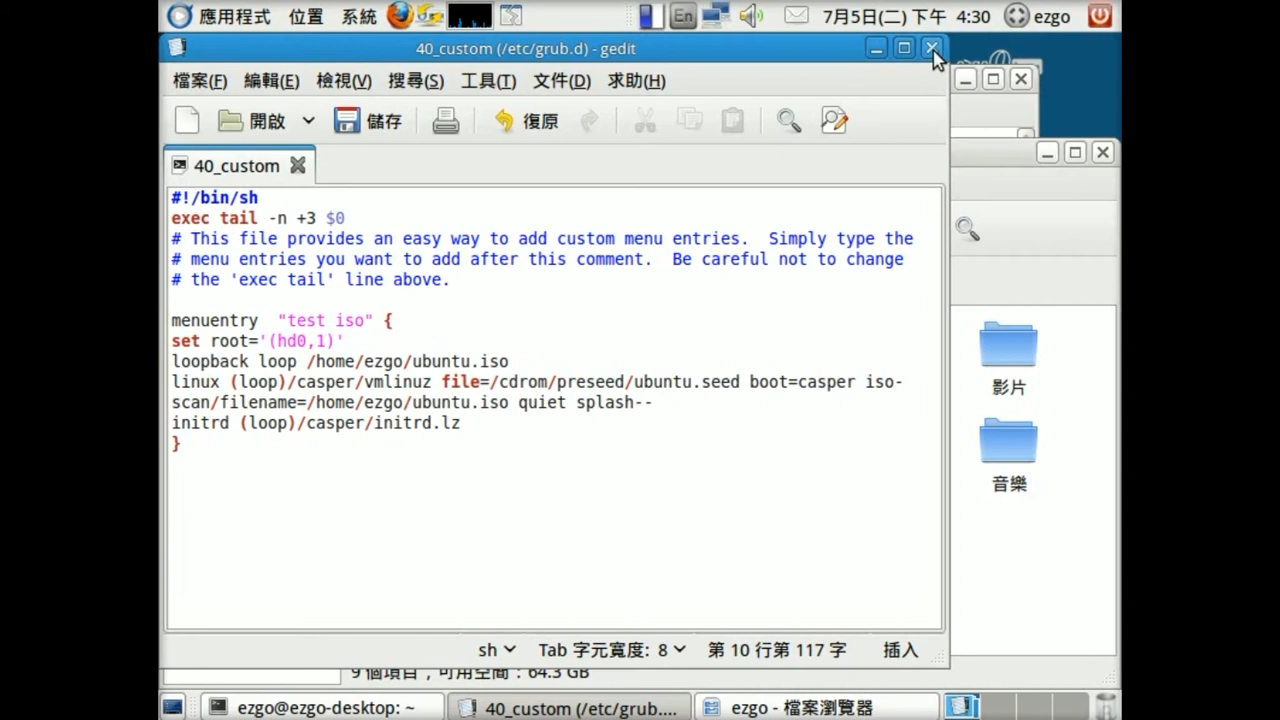 應用程式 位置 系統 En 7月5日(二) 下午 4:30 ezgo
40_custom (/etc/grub.d) - gedit
檔案(F) 編輯(E) 檢視(V) 搜尋(S) 工具(T) 文件(D) 求助(H)
開啟 儲存 復原
40_custom
#!/bin/sh
exec tail -n +3 $0
# This file provides an easy way to add custom menu entries.  Simply type the
# menu entries you want to add after this comment.  Be careful not to change
# the 'exec tail' line above.
menuentry  "test iso" {
set root='(hd0,1)'
loopback loop /home/ezgo/ubuntu.iso
linux (loop)/casper/vmlinuz file=/cdrom/preseed/ubuntu.seed boot=casper iso-
scan/filename=/home/ezgo/ubuntu.iso quiet splash--
initrd (loop)/casper/initrd.lz
}
影片
音樂
sh Tab 字元寬度: 8 第 10 行第 117 字 插入
9 個項目，可用空間：64.3 GB
ezgo@ezgo-desktop: ~ 40_custom (/etc/grub.... ezgo - 檔案瀏覽器